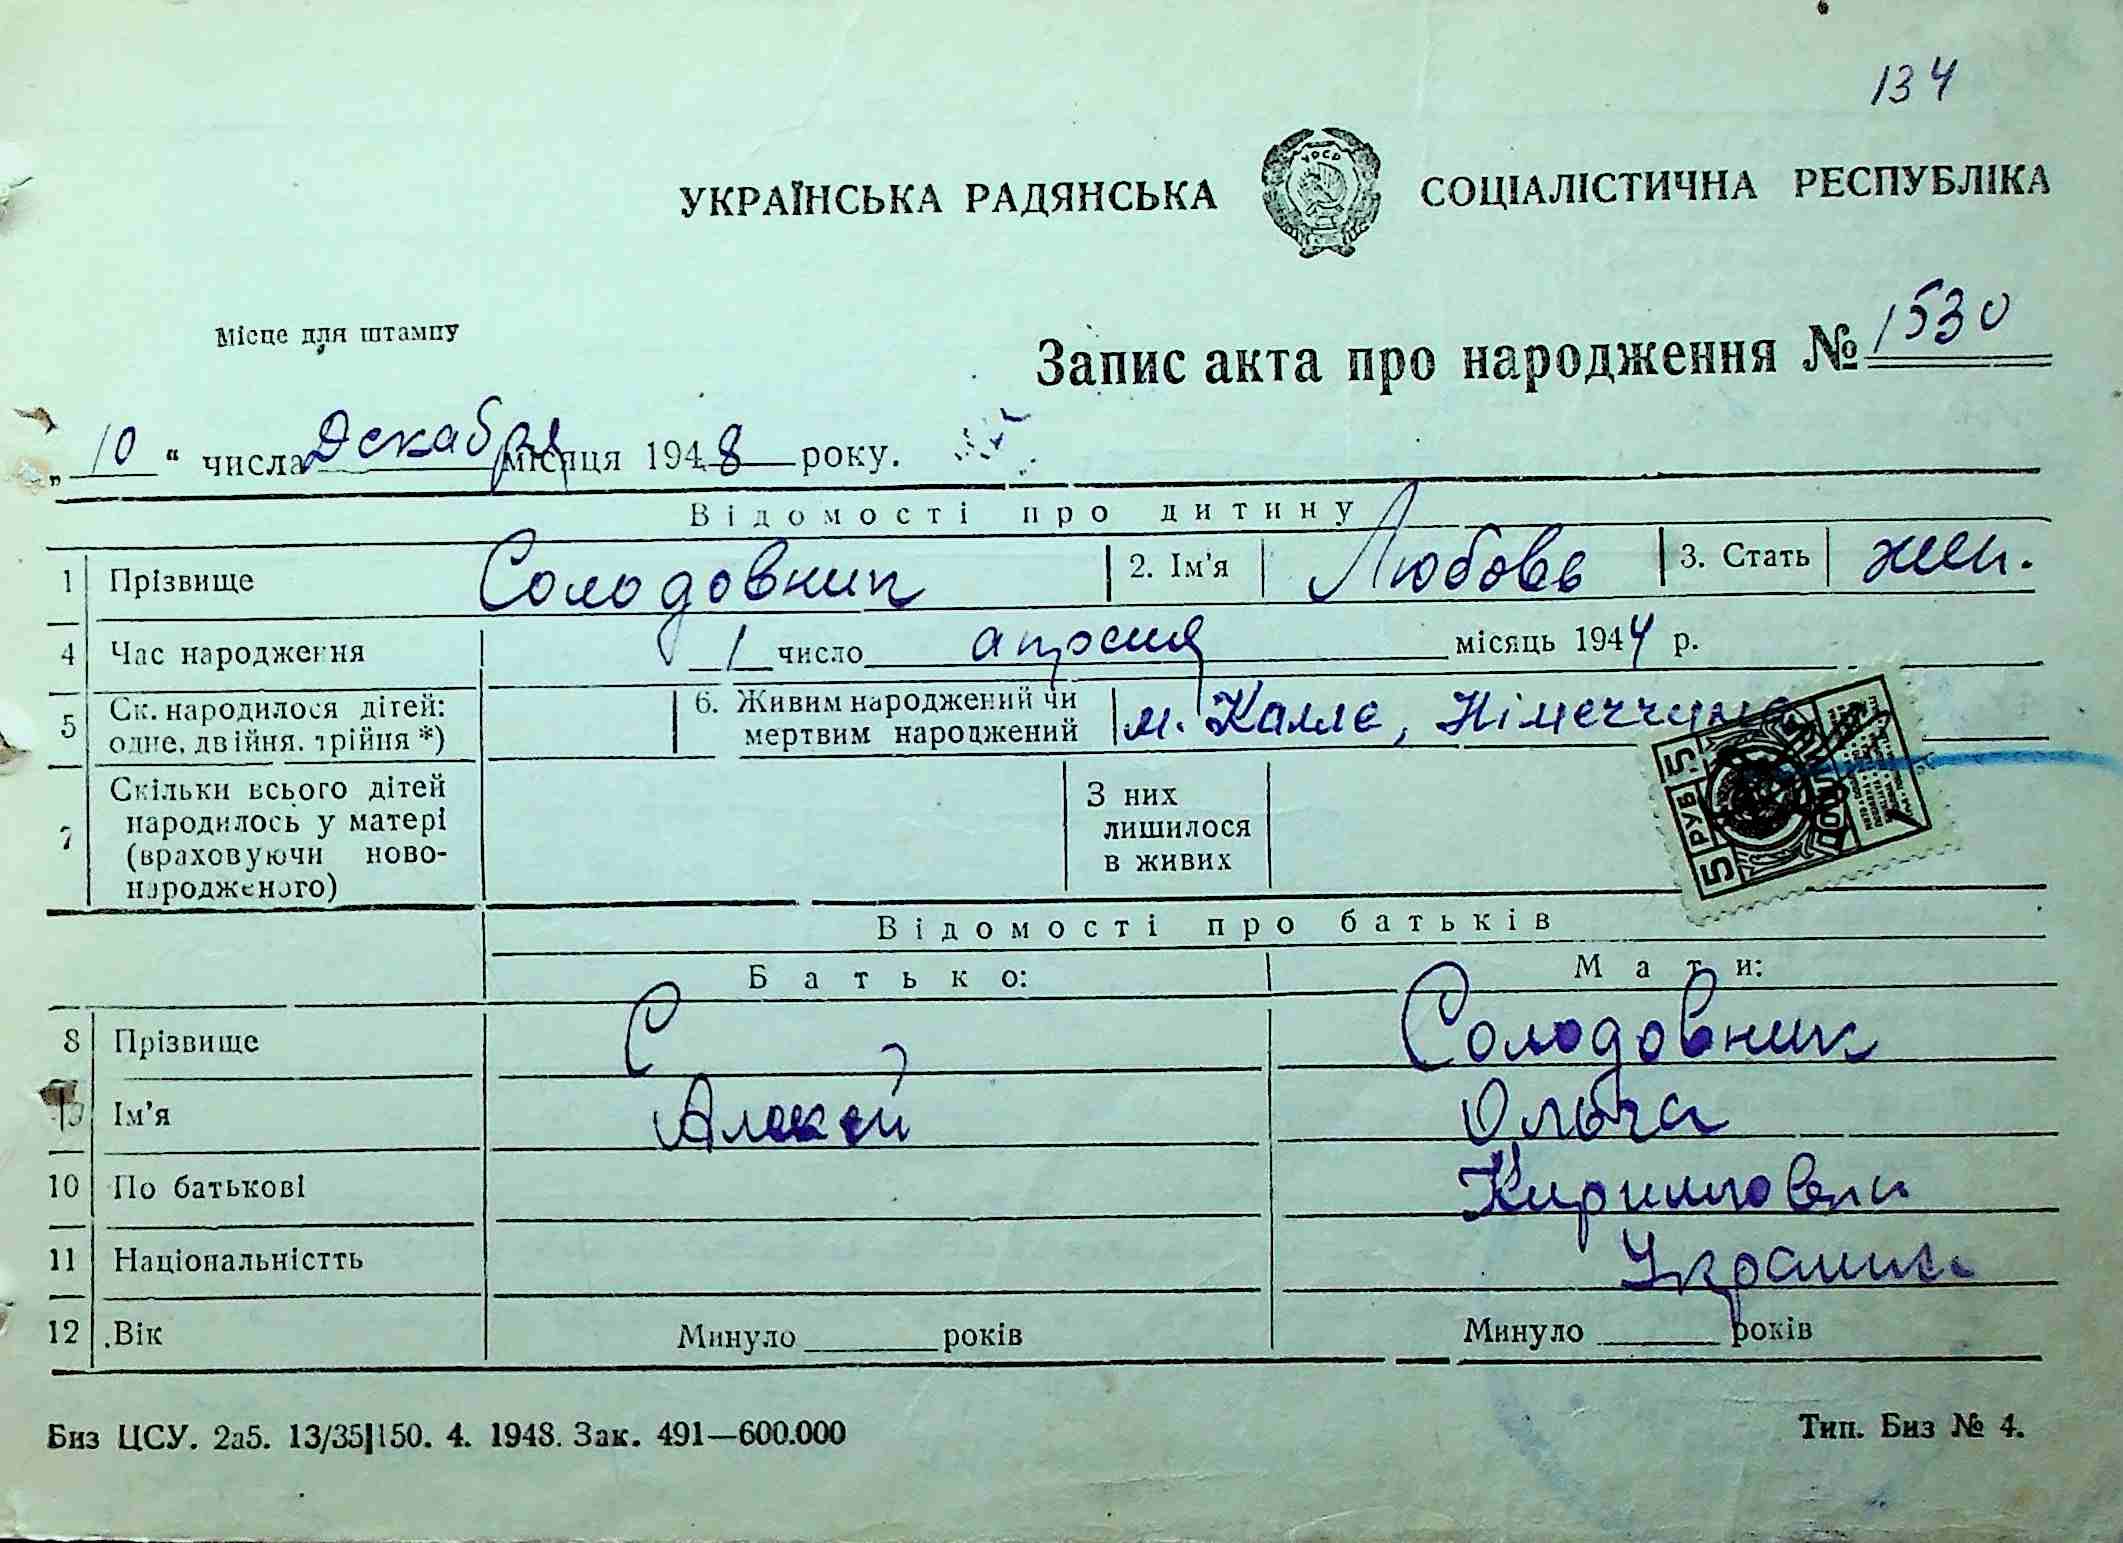 134
УКРАЇНСЬКА РАДЯНСЬКА СОЦІАЛІСТИЧНА РЕСПУБЛІКА
УРСР
Місце для штампу
Запис акта про народження № 1530
„ 10 “ числа Декабря місяця 1948 року.
Відомості про дитину
1 Прізвище Солодовник 2. Ім'я Любовь 3. Стать жен.
4 Час народження 1 число апреля місяць 1944 р.
5 Ск. народилося дітей: одне, двійня, трійня *) 6. Живим народжений чи мертвим народжений м. Калле, Німеччина
7 Скільки всього дітей народилось у матері (враховуючи новонародженого) З них лишилося в живих
5 РУБ 5
Відомості про батьків
Батько: Мати:
8 Прізвище С Солодовник
Ім'я Алексей Ольга
10 По батькові Кирилловна
11 Національністть
12 .Вік Минуло років Минуло років
Биз ЦСУ. 2а5. 13/35|150. 4. 1948. Зак. 491—600.000 Тип. Биз № 4.